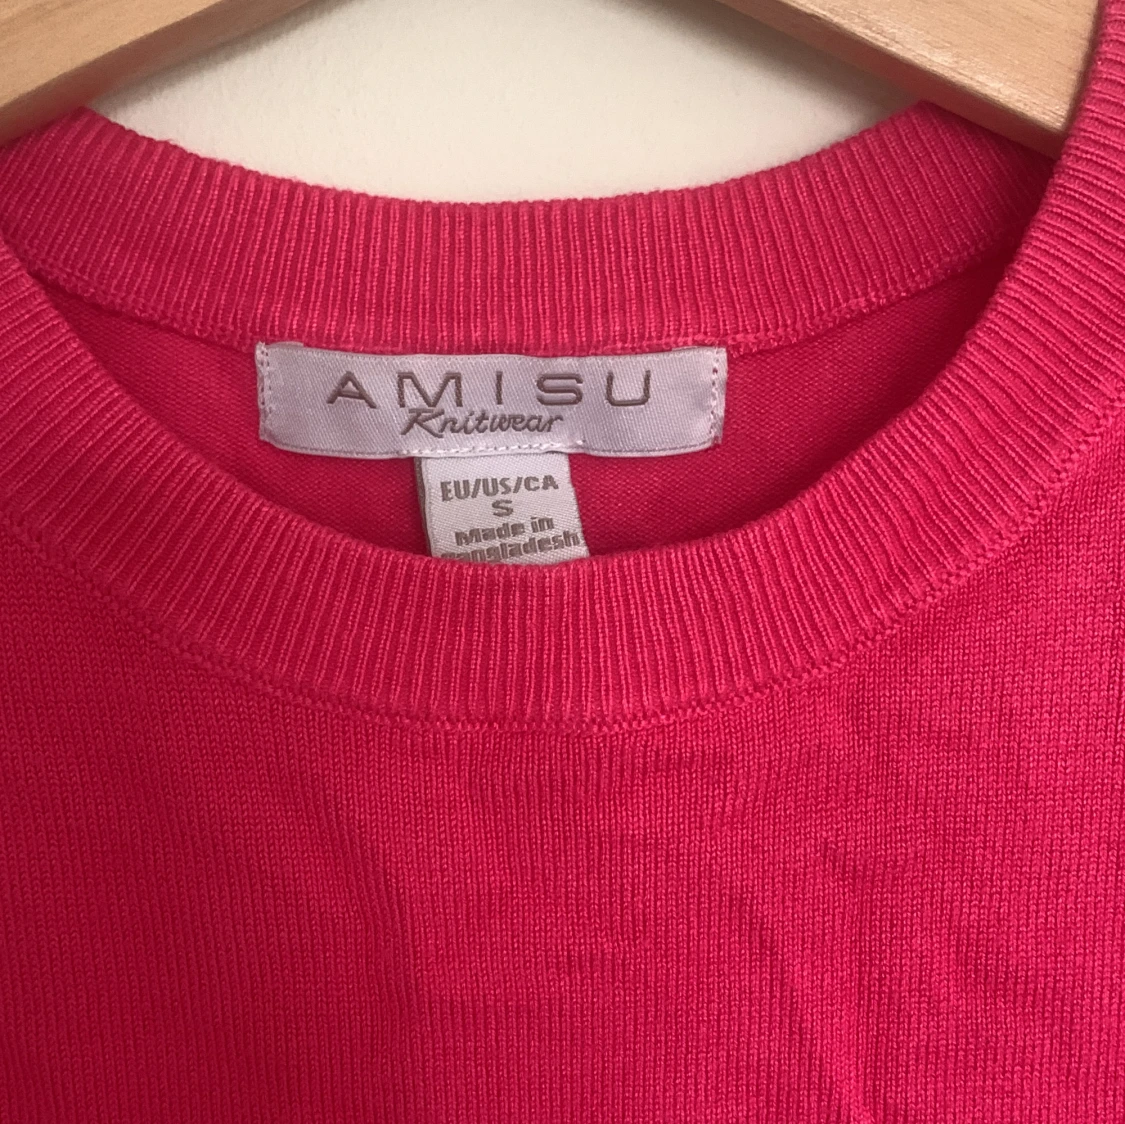 AMISU
Knitwear
EU/US/CA
S
Made in
Bangladesh